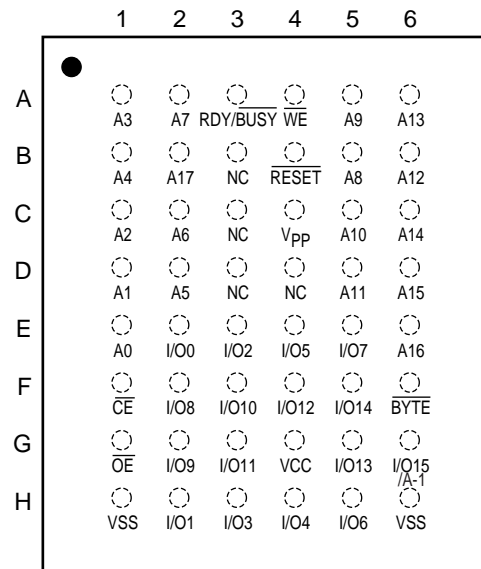 1 2 3 4 5 6
A
A3 A7 RDY/BUSY WE A9 A13
B
A4 A17 NC RESET A8 A12
C
A2 A6 NC VPP A10 A14
D
A1 A5 NC NC A11 A15
E
A0 I/O0 I/O2 I/O5 I/O7 A16
F
CE I/O8 I/O10 I/O12 I/O14 BYTE
G
OE I/O9 I/O11 VCC I/O13 I/O15
/A-1
H
VSS I/O1 I/O3 I/O4 I/O6 VSS